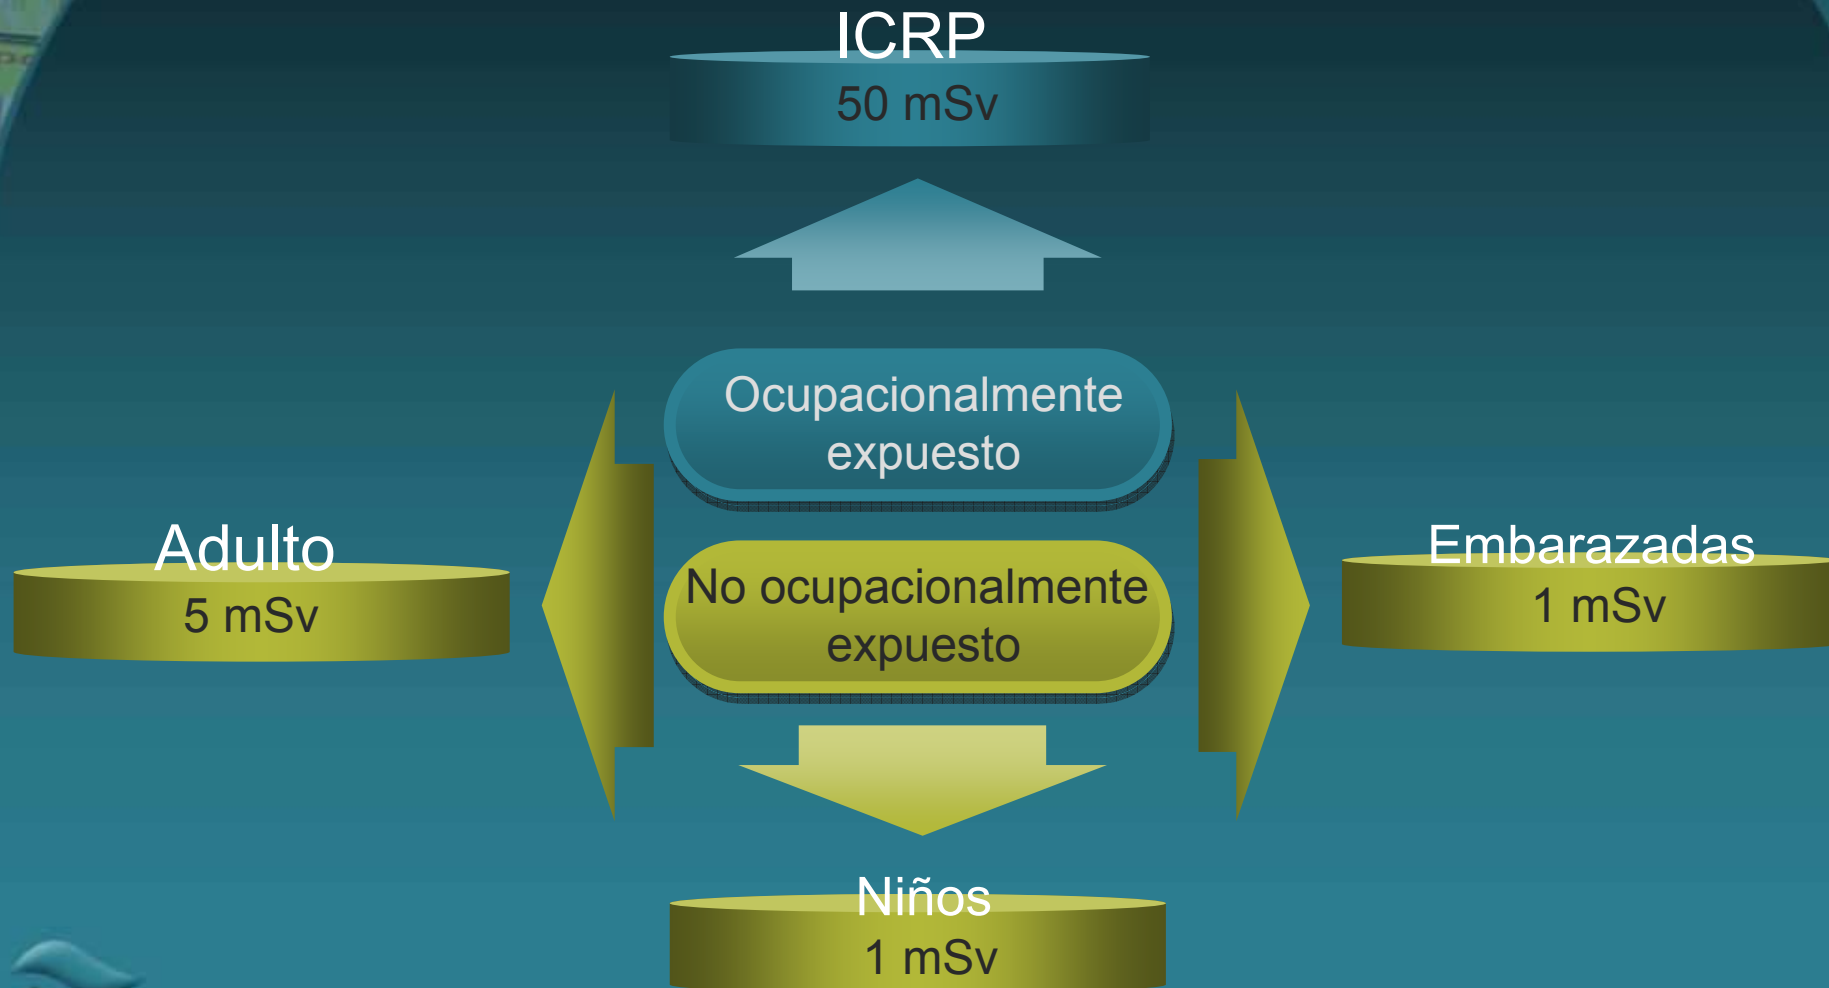 ICRP
50 mSv
Ocupacionalmente
expuesto
Adulto
5 mSv
No ocupacionalmente
expuesto
Embarazadas
1 mSv
Niños
1 mSv